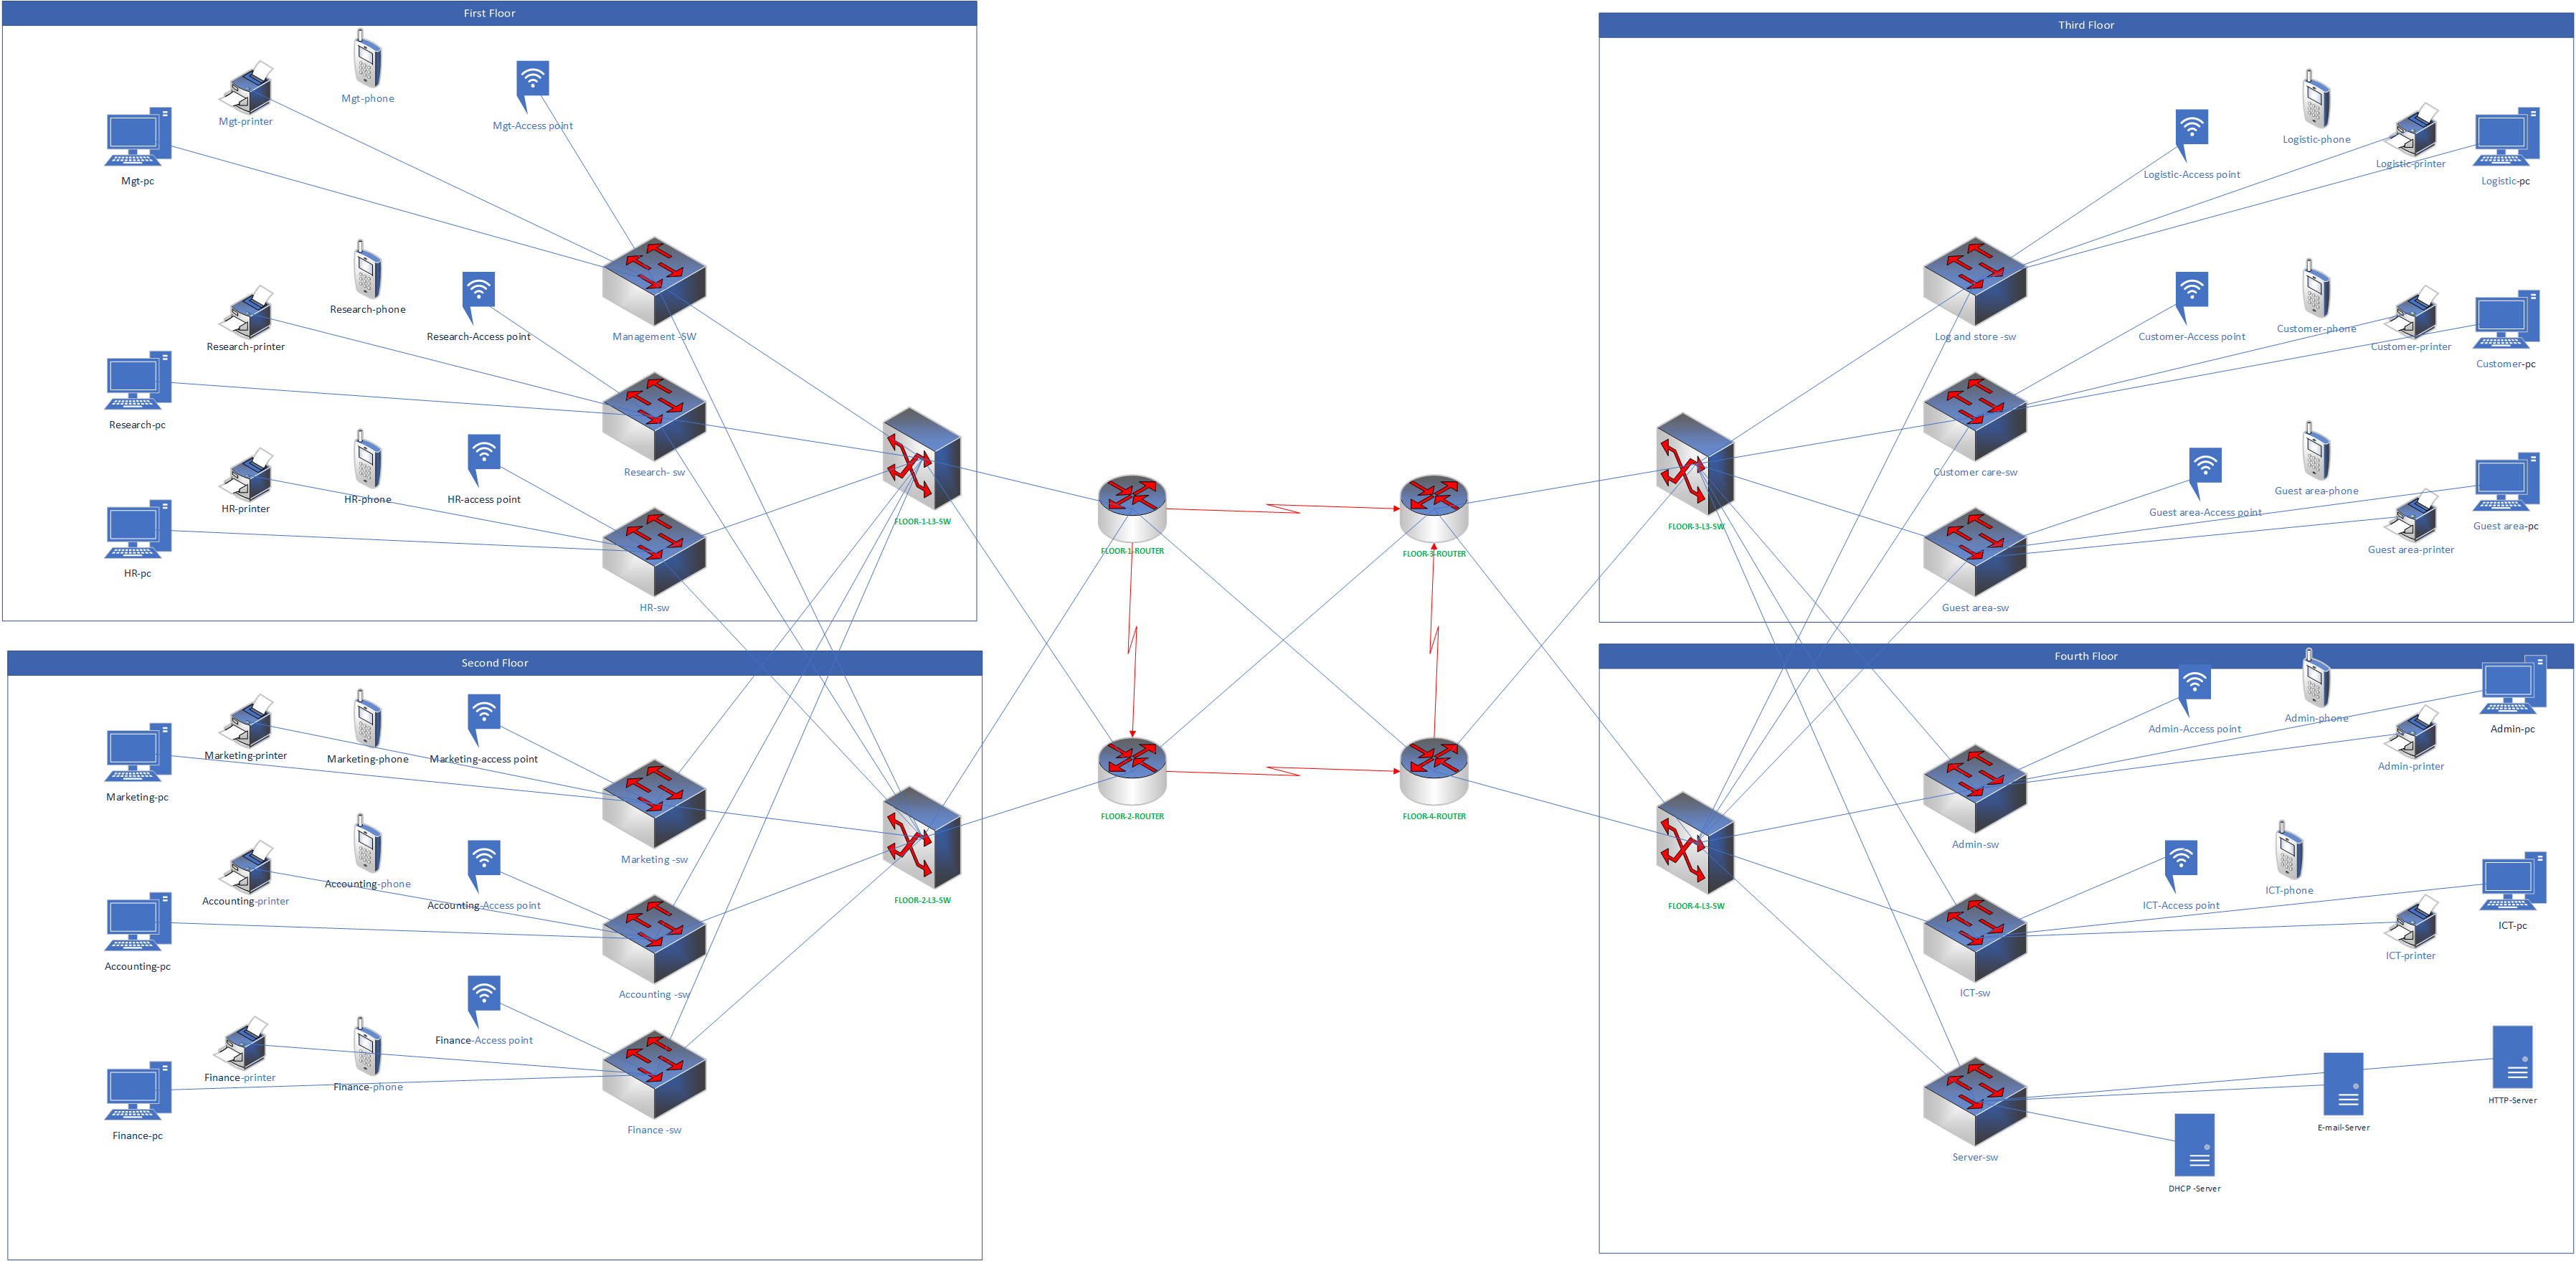 First Floor
Mgt-phone
Mgt-printer
Mgt-Access point
Mgt-pc
Research-phone
Research-Access point
Research-printer
Management -SW
Research-pc
Research- sw
HR-phone
HR-access point
HR-printer
HR-pc
HR-sw
FLOOR-1-L3-SW
Second Floor
Marketing-printer
Marketing-phone
Marketing-access point
Marketing-pc
Marketing -sw
Accounting-phone
Accounting-printer
Accounting-Access point
Accounting-pc
Accounting -sw
Finance-Access point
Finance-printer
Finance-phone
Finance-pc
Finance -sw
FLOOR-2-L3-SW
FLOOR-1-ROUTER
FLOOR-3-ROUTER
FLOOR-2-ROUTER
FLOOR-4-ROUTER
Third Floor
Logistic-phone
Logistic-printer
Logistic-Access point
Logistic-pc
Log and store -sw
Customer-phone
Customer-Access point
Customer-printer
Customer-pc
Customer care-sw
Guest area-phone
Guest area-Access point
Guest area-pc
Guest area-printer
Guest area-sw
FLOOR-3-L3-SW
Fourth Floor
Admin-phone
Admin-Access point
Admin-pc
Admin-printer
Admin-sw
ICT-phone
ICT-Access point
ICT-pc
ICT-printer
ICT-sw
FLOOR-4-L3-SW
HTTP-Server
E-mail-Server
Server-sw
DHCP -Server